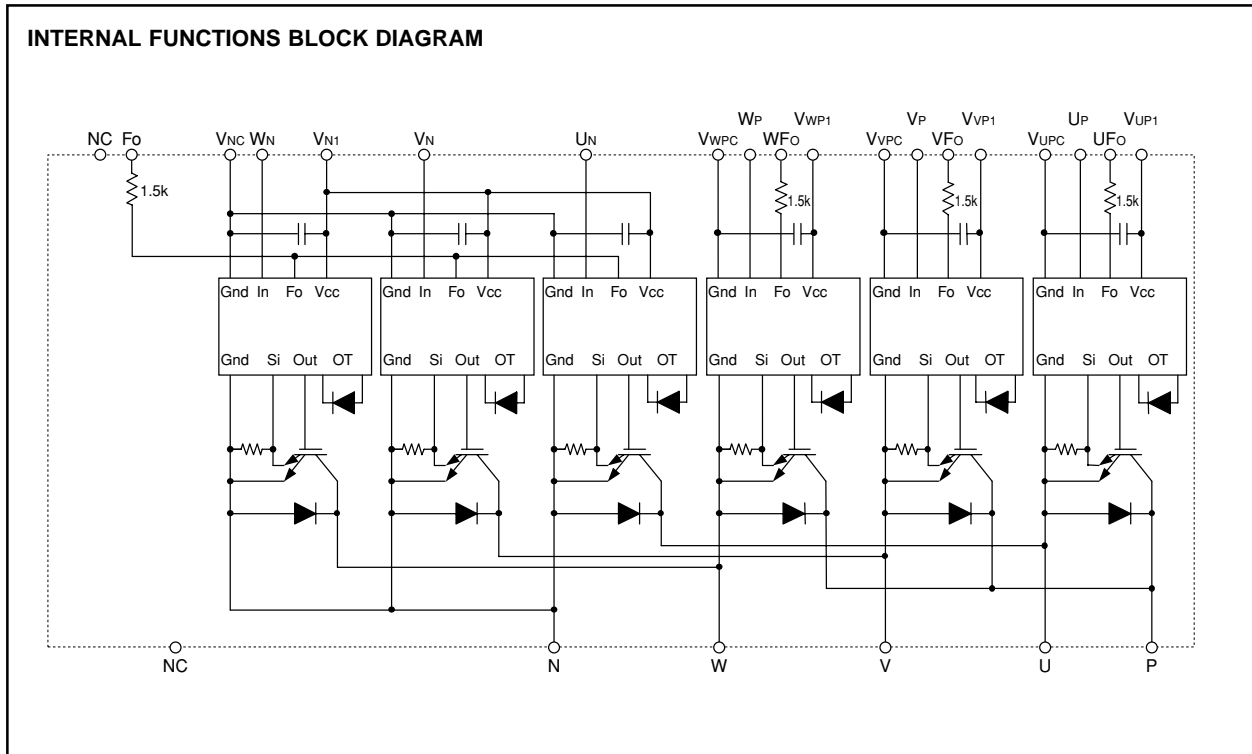 INTERNAL FUNCTIONS BLOCK DIAGRAM
WP VWP1 VP VVP1 UP VUP1
NC FO VNC WN VN1 VN UN VWPC WFO VVPC VFO VUPC UFO
1.5k 1.5k 1.5k 1.5k
Gnd In Fo Vcc Gnd In Fo Vcc Gnd In Fo Vcc Gnd In Fo Vcc Gnd In Fo Vcc Gnd In Fo Vcc
Gnd Si Out OT Gnd Si Out OT Gnd Si Out OT Gnd Si Out OT Gnd Si Out OT Gnd Si Out OT
NC N W V U P